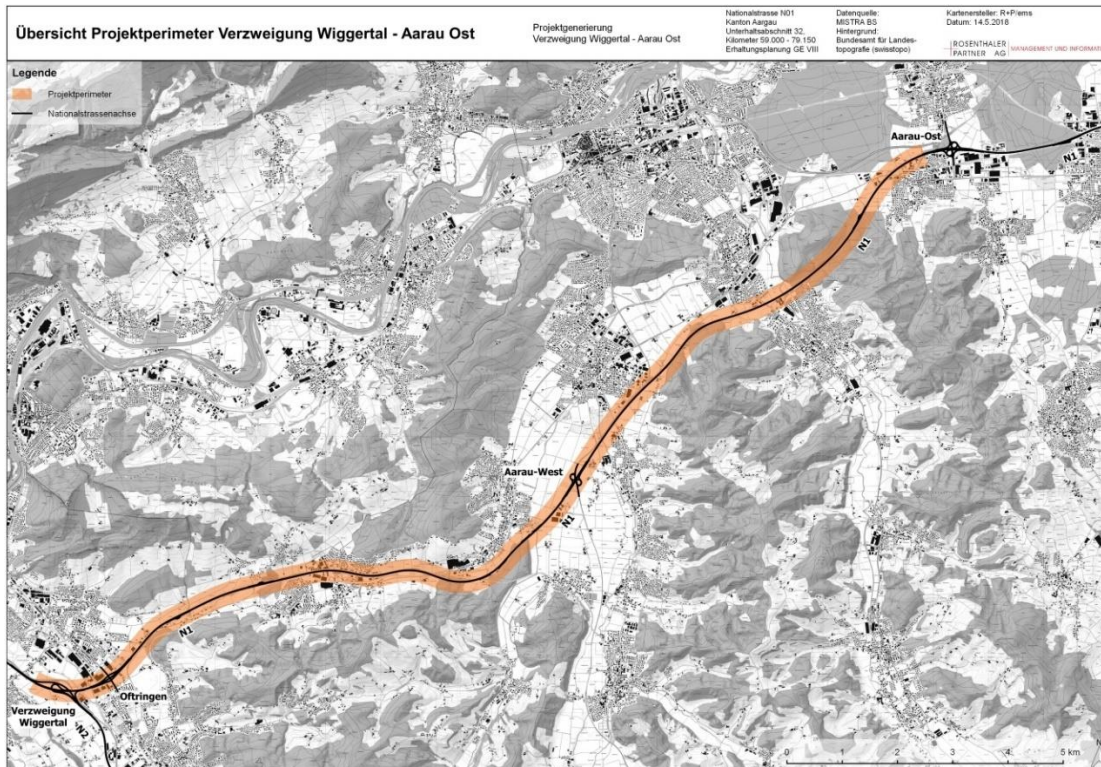 Übersicht Projektperimeter Verzweigung Wiggertal - Aarau Ost
Projektgenerierung
Verzweigung Wiggertal - Aarau Ost
Nationalstrasse N01
Kanton Aargau
Unterhaltsabschnitt 32,
Kilometer 59.000 - 79.150
Erhaltungsplanung GE VIII
Datenquelle:
MISTRA BS
Hintergrund:
Bundesamt für Landes-
topografie (swisstopo)
Kartenersteller: R+P/ems
Datum: 14.5.2018
ROSENTHALER
PARTNER AG
MANAGEMENT UND INFORMATI
Legende
Projektperimeter
Nationalstrassenachse
Aarau-Ost
N1
N1
Aarau-West
N1
N1
Oftringen
Verzweigung
Wiggertal
N2
0 1 2 3 4 5 km
N